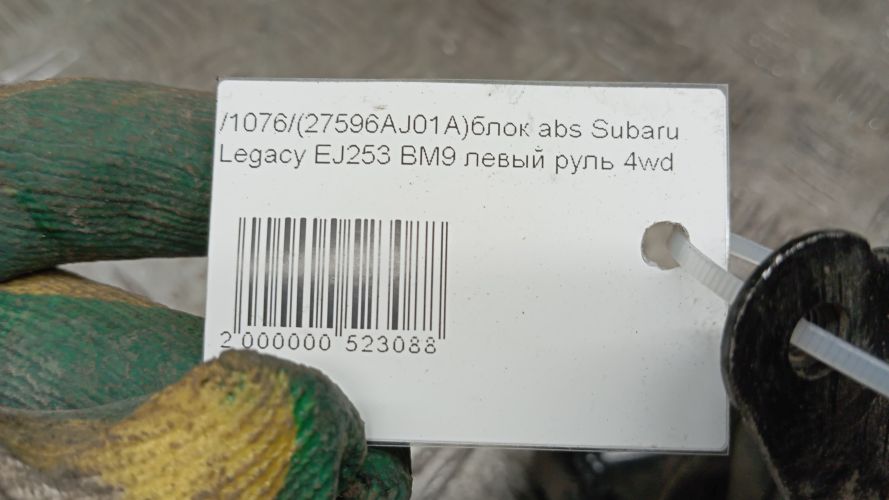 /1076/(27596AJ01A)блок abs Subaru
Legacy EJ253 BM9 левый руль 4wd
2 000000 523088